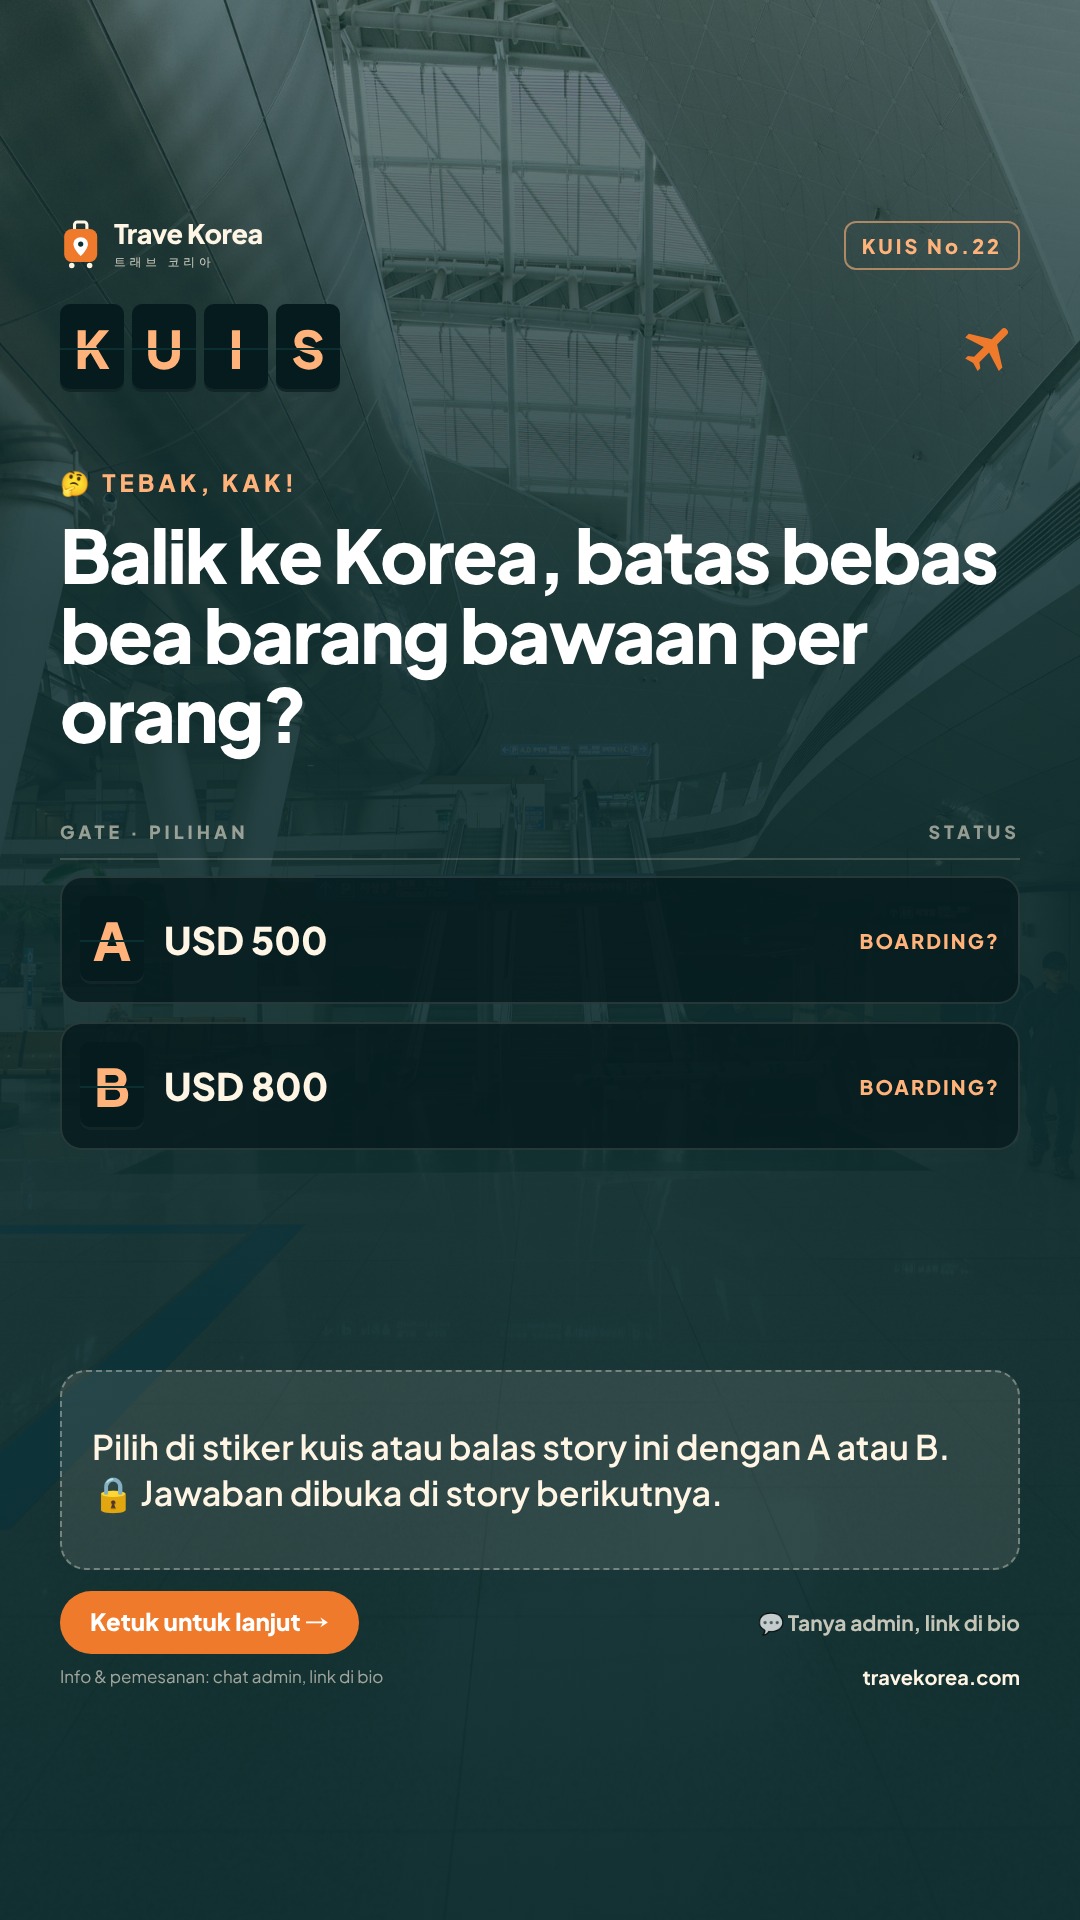 Trave Korea
트래브 코리아
KUIS No.22
KUIS
🤔 TEBAK, KAK!
Balik ke Korea, batas bebas
bea barang bawaan per
orang?
GATE · PILIHAN
STATUS
A USD 500 BOARDING?
B USD 800 BOARDING?
Pilih di stiker kuis atau balas story ini dengan A atau B.
🔒 Jawaban dibuka di story berikutnya.
Ketuk untuk lanjut →
💬 Tanya admin, link di bio
Info & pemesanan: chat admin, link di bio
travekorea.com